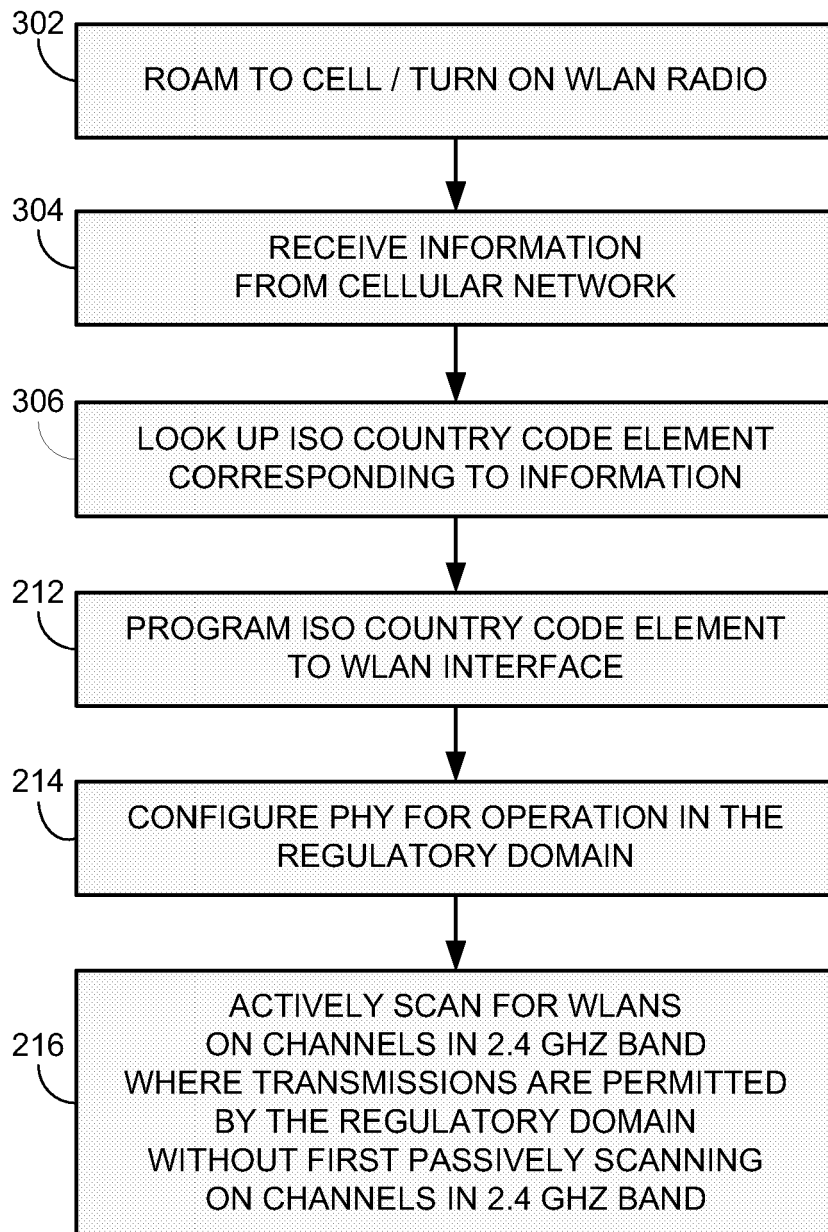 302
ROAM TO CELL / TURN ON WLAN RADIO
304
RECEIVE INFORMATION
FROM CELLULAR NETWORK
306
LOOK UP ISO COUNTRY CODE ELEMENT
CORRESPONDING TO INFORMATION
212
PROGRAM ISO COUNTRY CODE ELEMENT
TO WLAN INTERFACE
214
CONFIGURE PHY FOR OPERATION IN THE
REGULATORY DOMAIN
216
ACTIVELY SCAN FOR WLANS
ON CHANNELS IN 2.4 GHZ BAND
WHERE TRANSMISSIONS ARE PERMITTED
BY THE REGULATORY DOMAIN
WITHOUT FIRST PASSIVELY SCANNING
ON CHANNELS IN 2.4 GHZ BAND